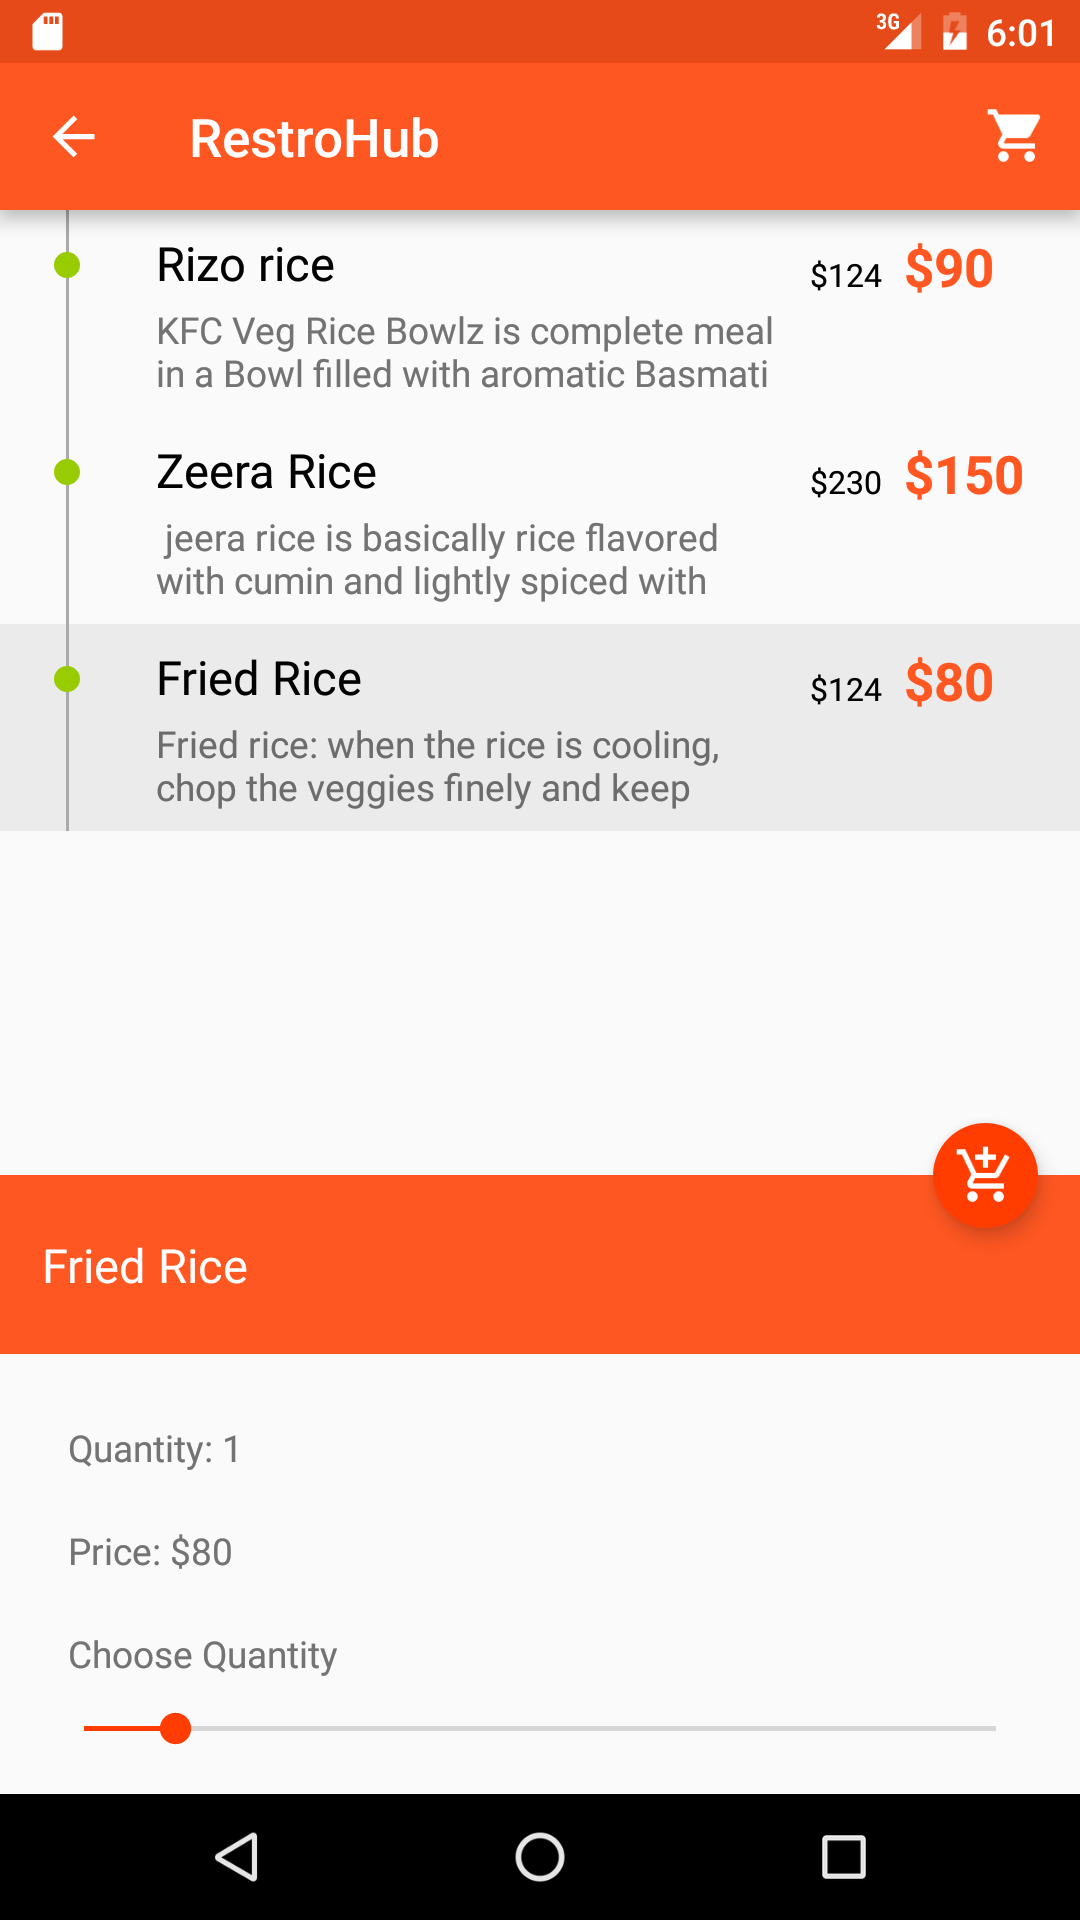 3G 6:01
RestroHub
Rizo rice $124 $90
KFC Veg Rice Bowlz is complete meal
in a Bowl filled with aromatic Basmati
Zeera Rice $230 $150
jeera rice is basically rice flavored
with cumin and lightly spiced with
Fried Rice $124 $80
Fried rice: when the rice is cooling,
chop the veggies finely and keep
Fried Rice
Quantity: 1
Price: $80
Choose Quantity